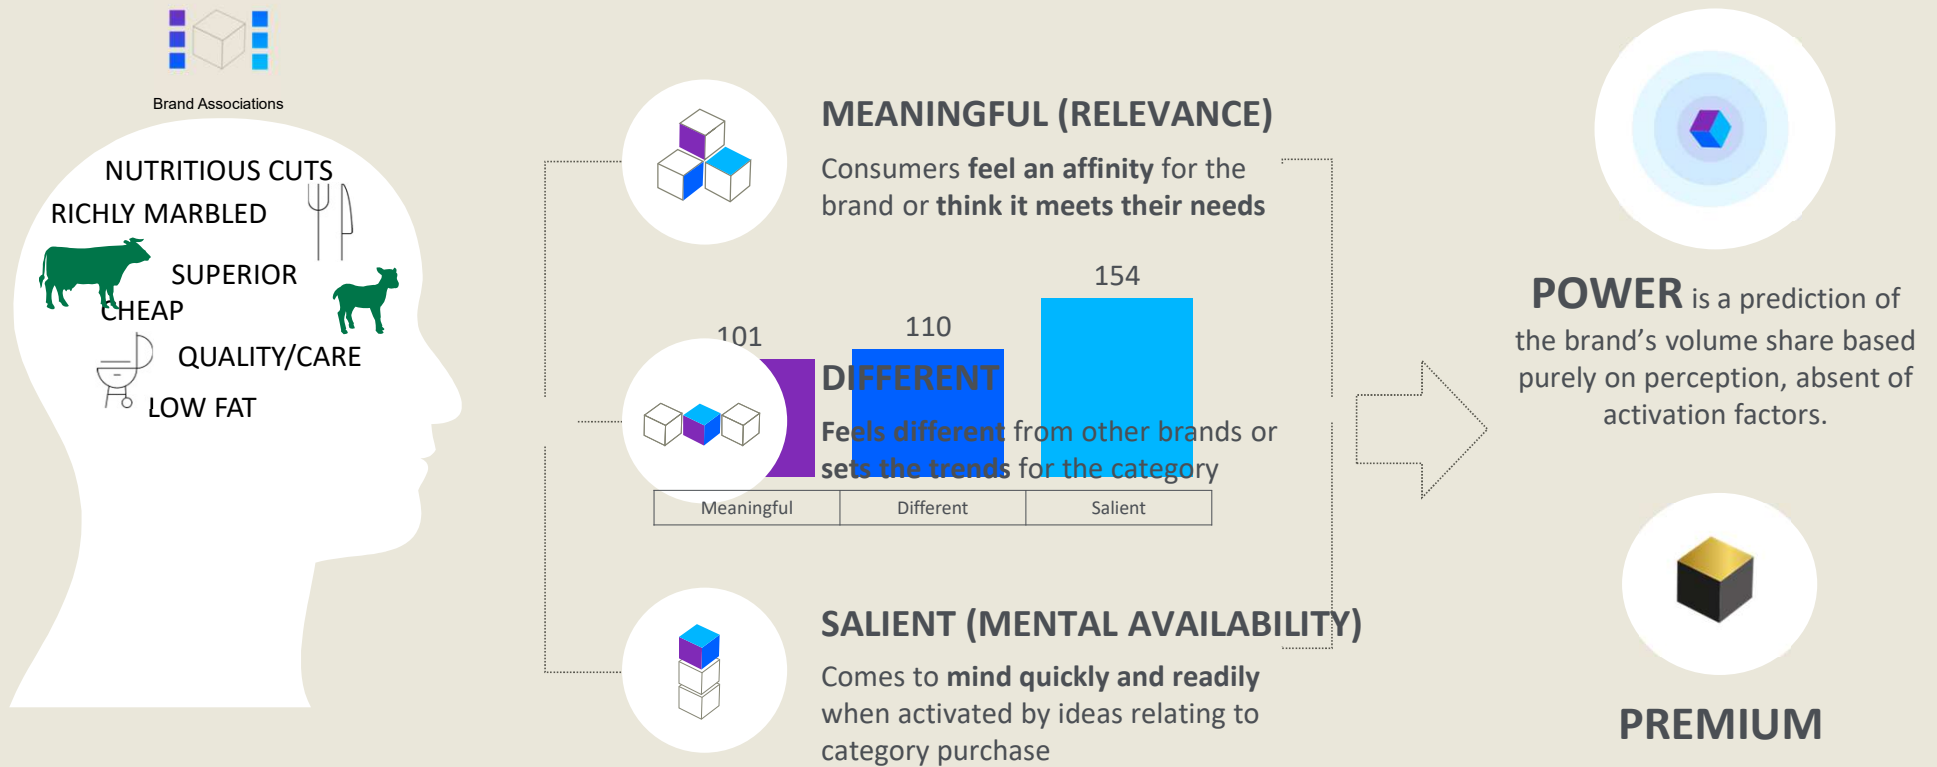 Brand Associations
NUTRITIOUS CUTS
RICHLY MARBLED
SUPERIOR
CHEAP
QUALITY/CARE
LOW FAT
MEANINGFUL (RELEVANCE)
Consumers feel an affinity for the
brand or think it meets their needs
154
110
101
DIFFERENT
Feels different from other brands or
sets the trends for the category
Meaningful Different Salient
SALIENT (MENTAL AVAILABILITY)
Comes to mind quickly and readily
when activated by ideas relating to
category purchase
POWER is a prediction of
the brand’s volume share based
purely on perception, absent of
activation factors.
PREMIUM